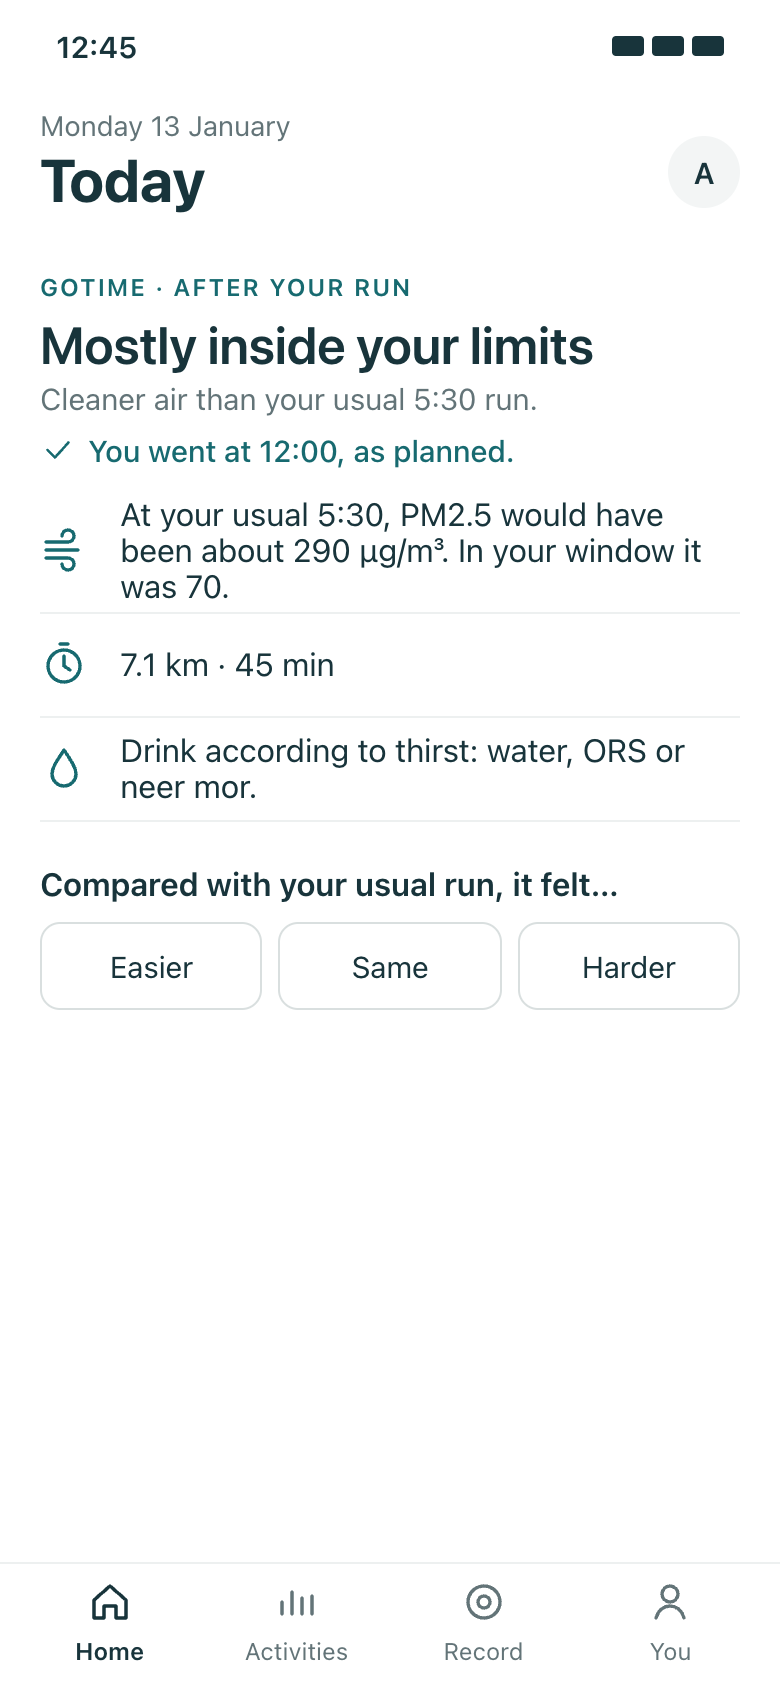 12:45
Monday 13 January
Today
A
GOTIME · AFTER YOUR RUN
Mostly inside your limits
Cleaner air than your usual 5:30 run.
You went at 12:00, as planned.
At your usual 5:30, PM2.5 would have
been about 290 µg/m³. In your window it
was 70.
7.1 km · 45 min
Drink according to thirst: water, ORS or
neer mor.
Compared with your usual run, it felt...
Easier
Same
Harder
Home
Activities
Record
You